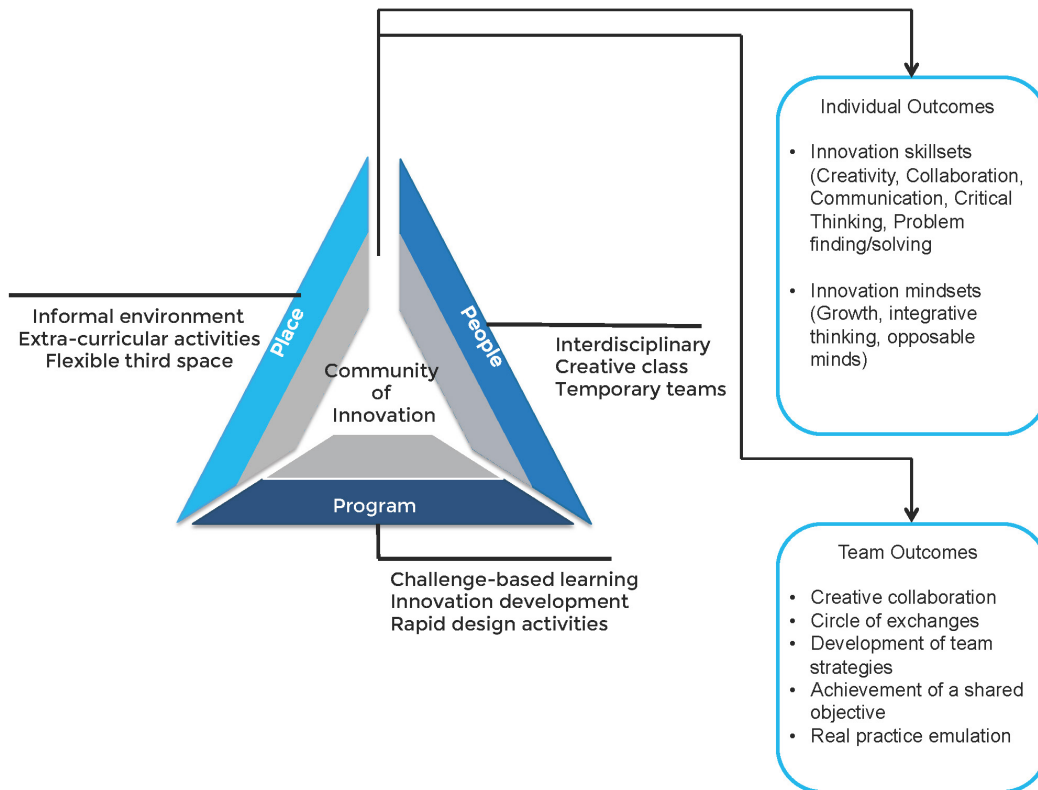 Place
People
Community
of
Innovation
Program
Informal environment
Extra-curricular activities
Flexible third space
Interdisciplinary
Creative class
Temporary teams
Challenge-based learning
Innovation development
Rapid design activities
Individual Outcomes
• Innovation skillsets
(Creativity, Collaboration,
Communication, Critical
Thinking, Problem
finding/solving
• Innovation mindsets
(Growth, integrative
thinking, opposable
minds)
Team Outcomes
• Creative collaboration
• Circle of exchanges
• Development of team
strategies
• Achievement of a shared
objective
• Real practice emulation